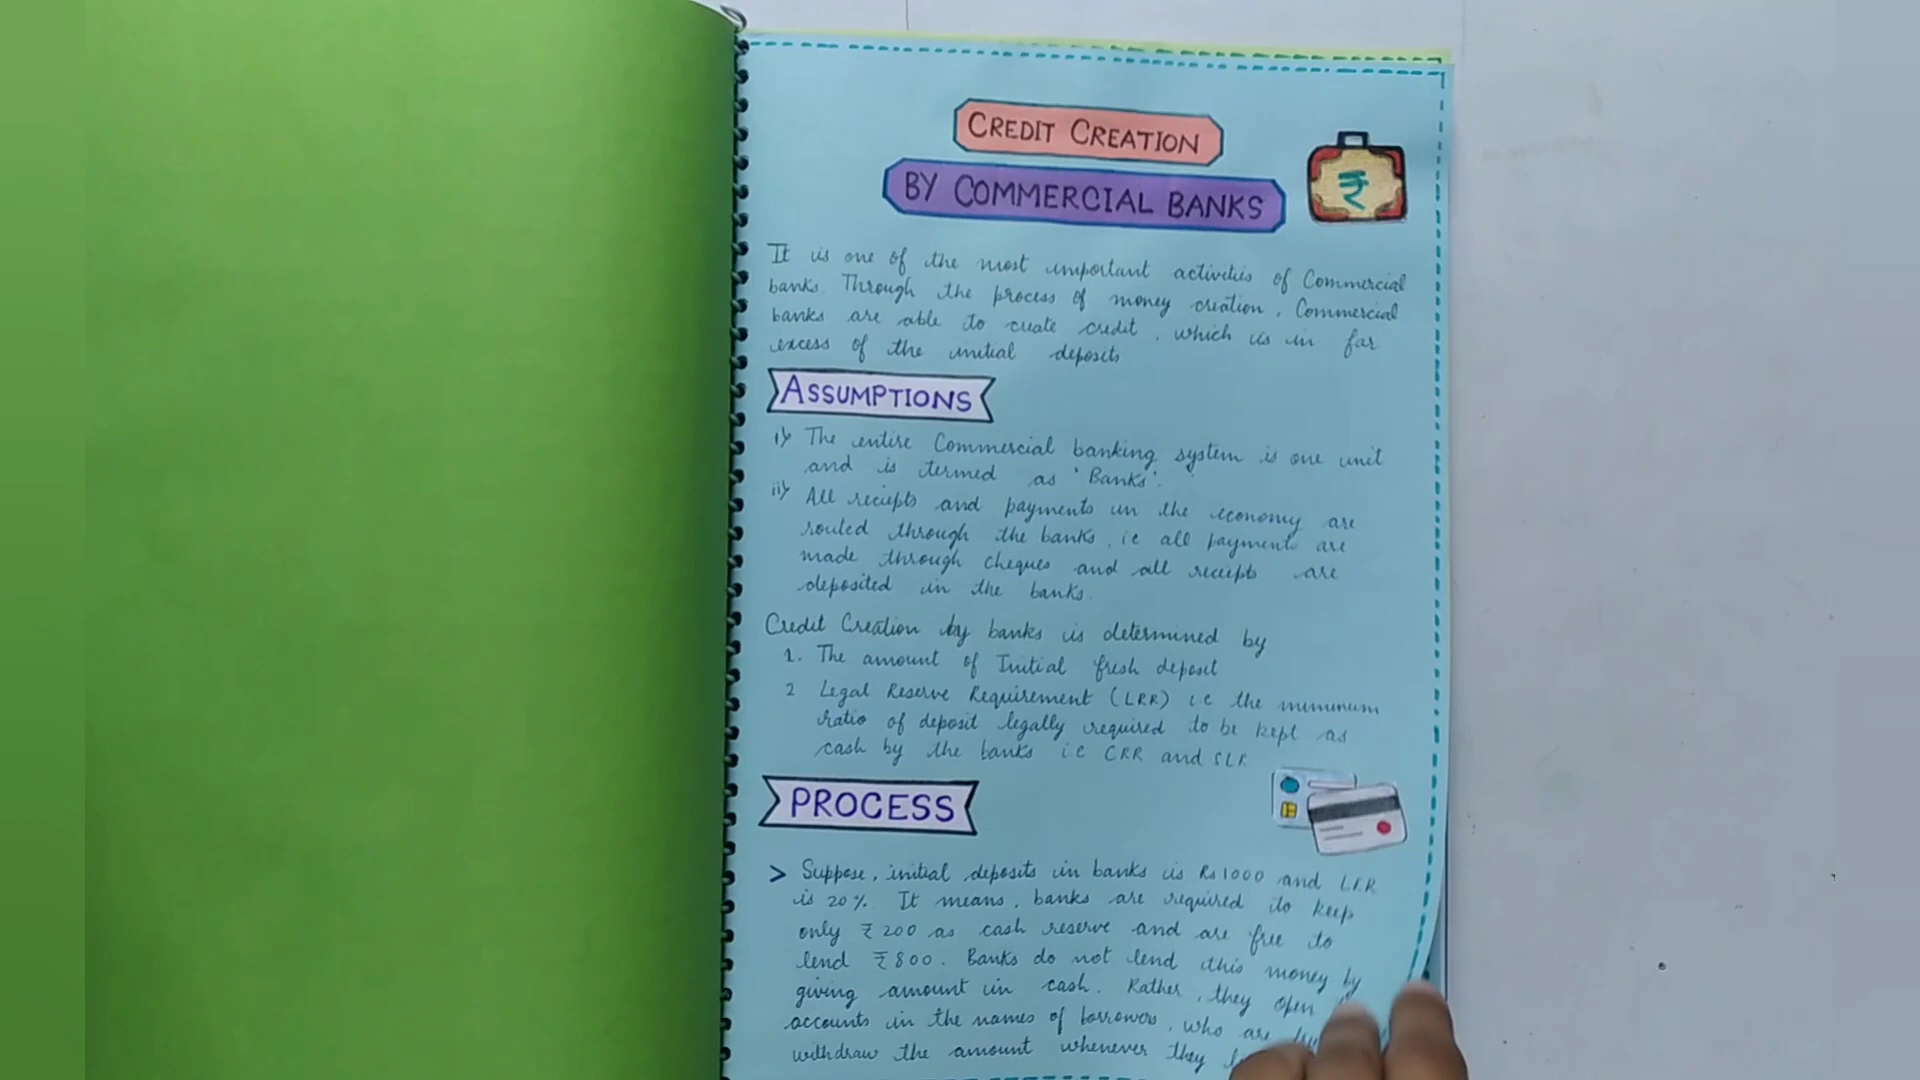 CREDIT CREATION
BY COMMERCIAL BANKS
₹
It is one of the most important activities of Commercial
banks. Through the process of money creation, Commercial
banks are able to create credit, which is in far
excess of the initial deposits
ASSUMPTIONS
i) The entire Commercial banking system is one unit
and is termed as 'Banks'.
ii) All reciepts and payments in the economy are
routed through the banks, i.e all payments are
made through cheques and all receipts are
deposited in the banks.
Credit Creation by banks is determined by
1. The amount of Initial fresh deposit
2 Legal Reserve Requirement (LRR) i.e the minimum
ratio of deposit legally required to be kept as
cash by the banks i.e CRR and SLR
PROCESS
> Suppose, initial deposits in banks is Rs 1000 and LRR
is 20%. It means, banks are required to keep
only ₹200 as cash reserve and are free to
lend ₹800. Banks do not lend this money by
giving amount in cash. Rather, they open
accounts in the names of borrowers, who are
withdraw the amount whenever they